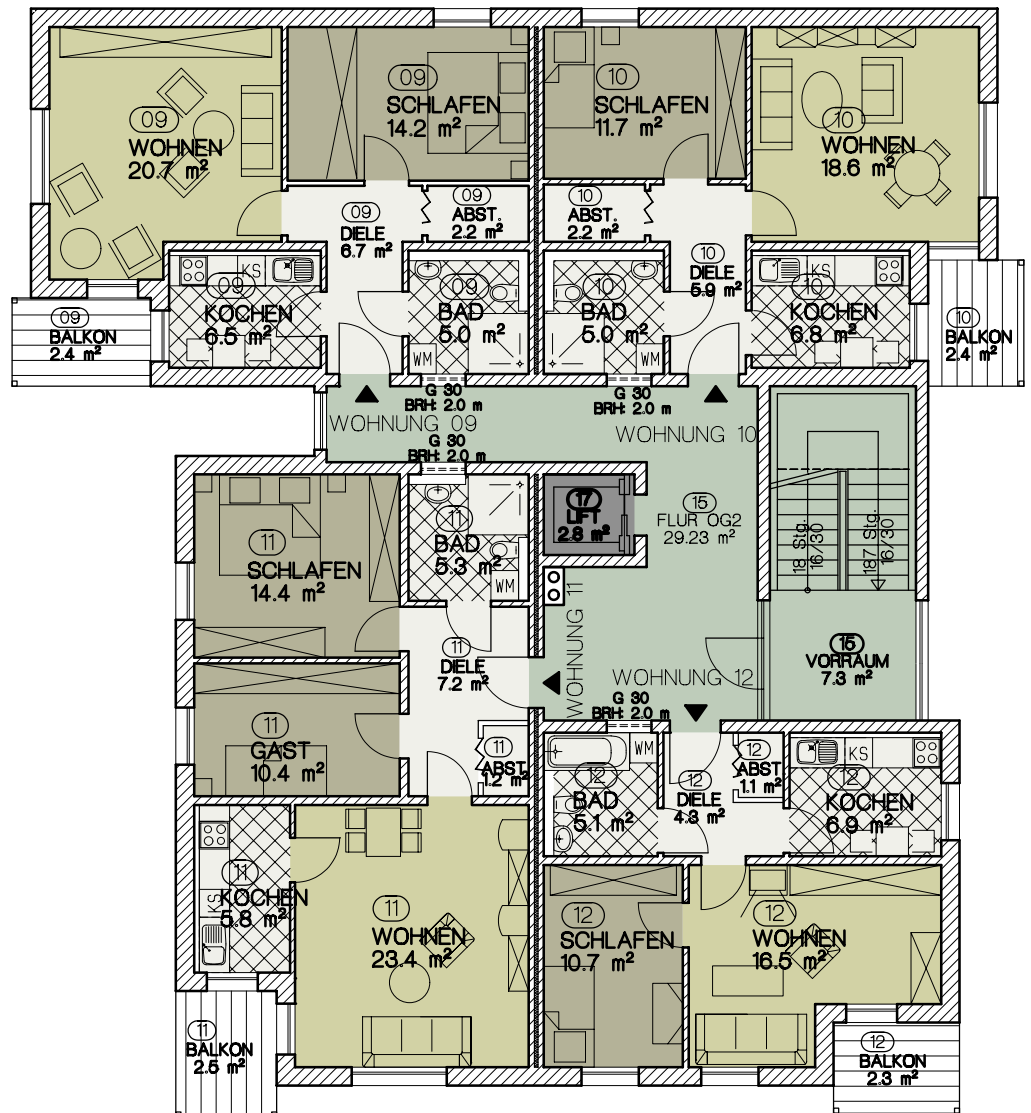 09
WOHNEN
20.7 m²
09
SCHLAFEN
14.2 m²
10
SCHLAFEN
11.7 m²
10
WOHNEN
18.6 m²
09
DIELE
6.7 m²
09
ABST.
2.2 m²
10
ABST.
2.2 m²
10
DIELE
5.9 m²
KS
09
KOCHEN
6.5 m²
09
BAD
5.0 m²
WM
10
BAD
5.0 m²
WM
KS
10
KOCHEN
6.8 m²
09
BALKON
2.4 m²
10
BALKON
2.4 m²
G 30
BRH: 2.0 m
G 30
BRH: 2.0 m
WOHNUNG 09
WOHNUNG 10
G 30
BRH: 2.0 m
11
SCHLAFEN
14.4 m²
11
BAD
5.3 m²
WM
17
LIFT
2.8 m²
15
FLUR OG2
29.23 m²
18 Stg.
16/30
187 Stg.
16/30
11
DIELE
7.2 m²
WOHNUNG 11
WOHNUNG 12
G 30
BRH: 2.0 m
15
VORRAUM
7.3 m²
11
GAST
10.4 m²
11
ABST
1.2 m²
12
BAD
5.1 m²
WM
12
DIELE
4.3 m²
12
ABST
1.1 m²
KS
12
KOCHEN
6.9 m²
11
KOCHEN
5.8 m²
KS
11
WOHNEN
23.4 m²
12
SCHLAFEN
10.7 m²
12
WOHNEN
16.5 m²
11
BALKON
2.5 m²
12
BALKON
2.3 m²